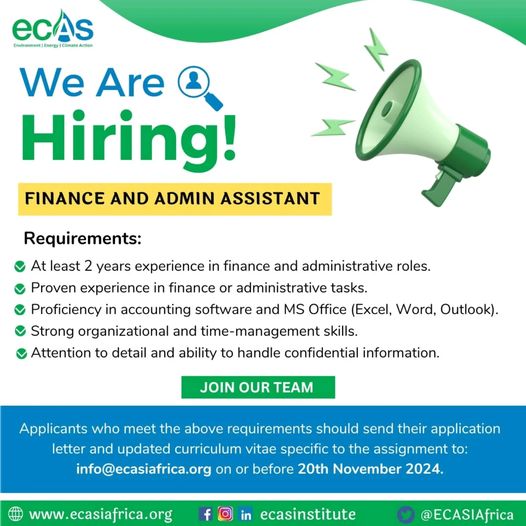 ecas
Environment | Energy | Climate Action
We Are
Hiring!
FINANCE AND ADMIN ASSISTANT
Requirements:
At least 2 years experience in finance and administrative roles.
Proven experience in finance or administrative tasks.
Proficiency in accounting software and MS Office (Excel, Word, Outlook).
Strong organizational and time-management skills.
Attention to detail and ability to handle confidential information.
JOIN OUR TEAM
Applicants who meet the above requirements should send their application
letter and updated curriculum vitae specific to the assignment to:
info@ecasiafrica.org on or before 20th November 2024.
www.ecasiafrica.org ecasinstitute @ECASIAfrica